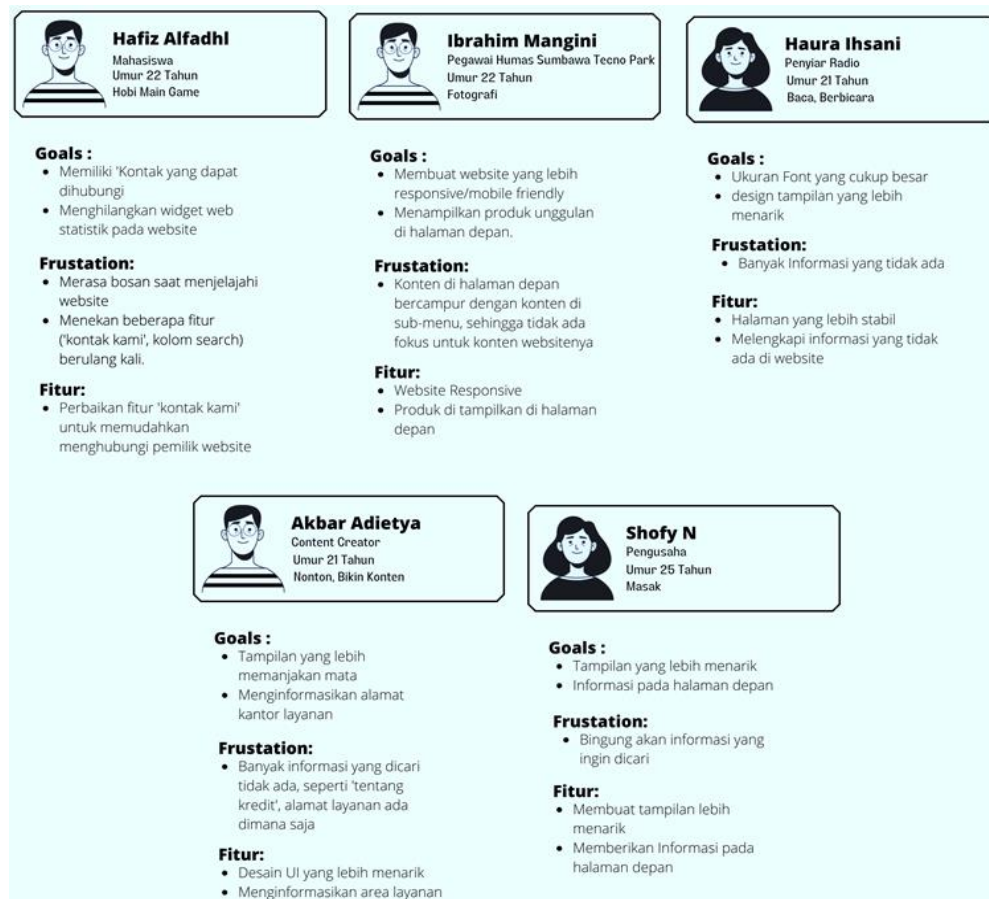 Hafiz Alfadhl
Mahasiswa
Umur 22 Tahun
Hobi Main Game
Goals :
• Memiliki 'Kontak yang dapat
dihubungi
• Menghilangkan widget web
statistik pada website
Frustation:
• Merasa bosan saat menjelajahi
website
• Menekan beberapa fitur
('kontak kami', kolom search)
berulang kali.
Fitur:
• Perbaikan fitur 'kontak kami'
untuk memudahkan
menghubungi pemilik website
Ibrahim Mangini
Pegawai Humas Sumbawa Tecno Park
Umur 22 Tahun
Fotografi
Goals :
• Membuat website yang lebih
responsive/mobile friendly
• Menampilkan produk unggulan
di halaman depan.
Frustation:
• Konten di halaman depan
bercampur dengan konten di
sub-menu, sehingga tidak ada
fokus untuk konten websitenya
Fitur:
• Website Responsive
• Produk di tampilkan di halaman
depan
Haura Ihsani
Penyiar Radio
Umur 21 Tahun
Baca, Berbicara
Goals :
• Ukuran Font yang cukup besar
• design tampilan yang lebih
menarik
Frustation:
• Banyak Informasi yang tidak ada
Fitur:
• Halaman yang lebih stabil
• Melengkapi informasi yang tidak
ada di website
Akbar Adietya
Content Creator
Umur 21 Tahun
Nonton, Bikin Konten
Goals :
• Tampilan yang lebih
memanjakan mata
• Menginformasikan alamat
kantor layanan
Frustation:
• Banyak informasi yang dicari
tidak ada, seperti 'tentang
kredit', alamat layanan ada
dimana saja
Fitur:
• Desain UI yang lebih menarik
• Menginformasikan area layanan
Shofy N
Pengusaha
Umur 25 Tahun
Masak
Goals :
• Tampilan yang lebih menarik
• Informasi pada halaman depan
Frustation:
• Bingung akan informasi yang
ingin dicari
Fitur:
• Membuat tampilan lebih
menarik
• Memberikan Informasi pada
halaman depan